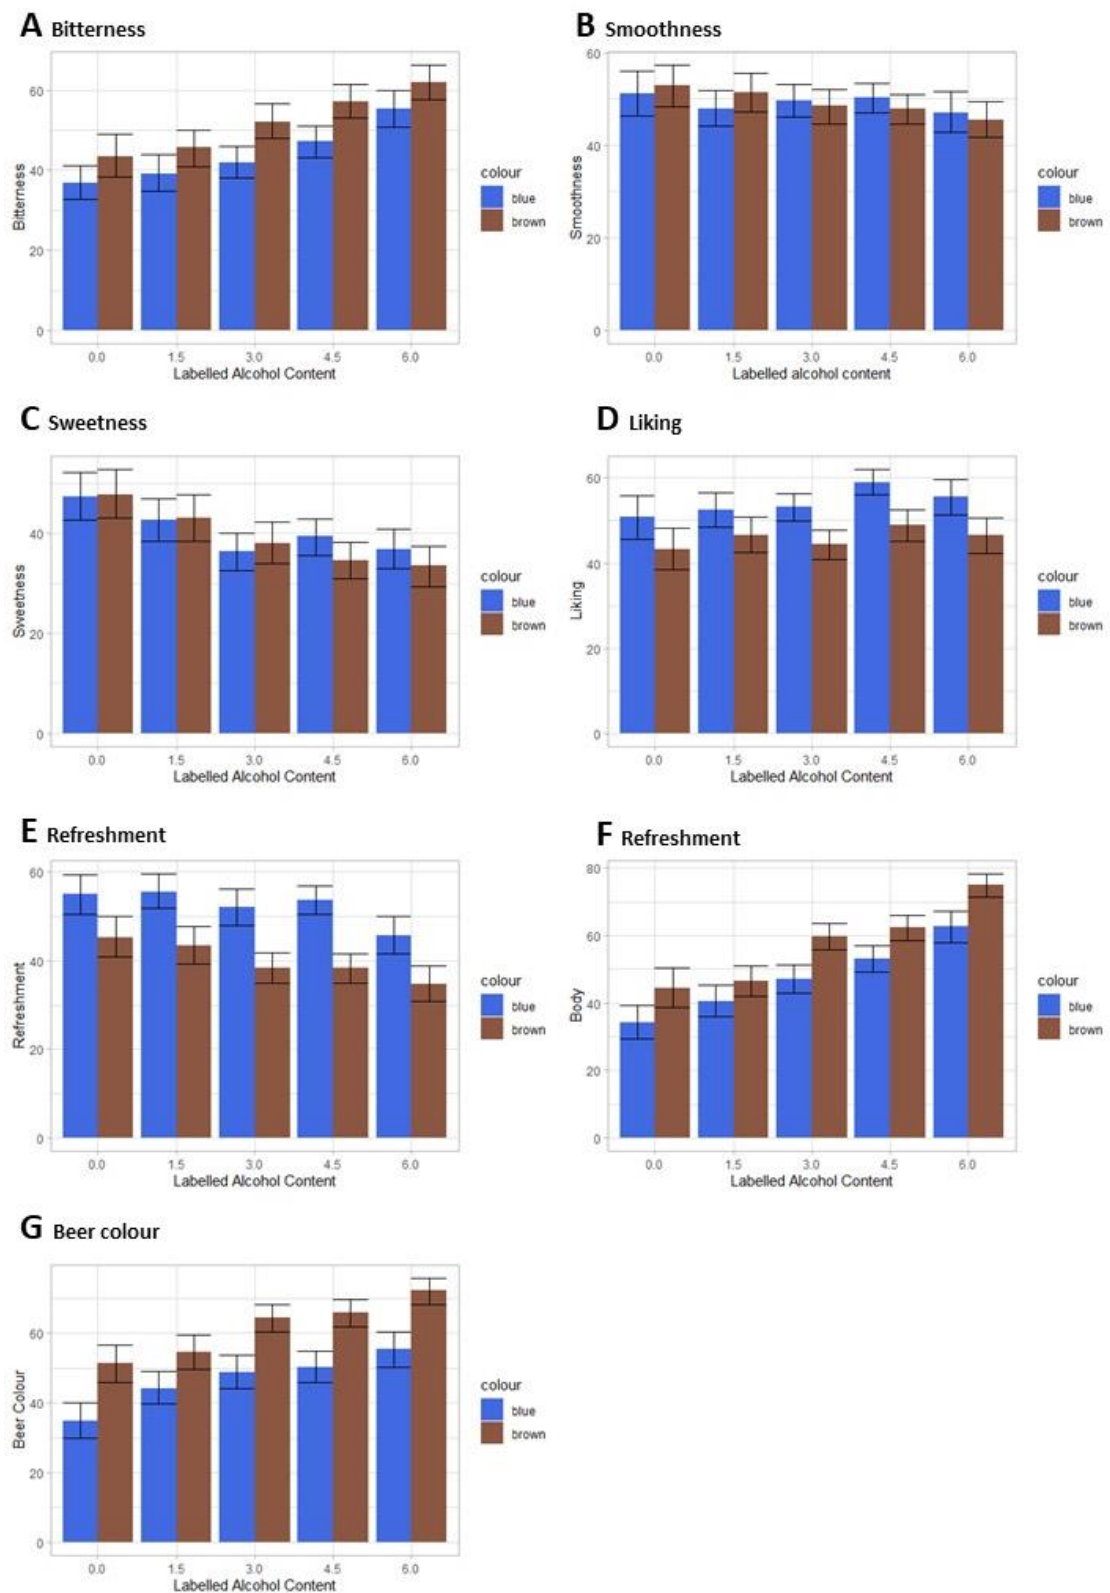 A Bitterness
60
40
20
0
Bitterness
0.0 1.5 3.0 4.5 6.0
Labelled Alcohol Content
colour
blue
brown
B Smoothness
60
40
20
0
Smoothness
0.0 1.5 3.0 4.5 6.0
Labelled alcohol content
colour
blue
brown
C Sweetness
40
20
0
Sweetness
0.0 1.5 3.0 4.5 6.0
Labelled Alcohol Content
colour
blue
brown
D Liking
60
40
20
0
Liking
0.0 1.5 3.0 4.5 6.0
Labelled Alcohol Content
colour
blue
brown
E Refreshment
60
40
20
0
Refreshment
0.0 1.5 3.0 4.5 6.0
Labelled Alcohol Content
colour
blue
brown
F Refreshment
80
60
40
20
0
Body
0.0 1.5 3.0 4.5 6.0
Labelled Alcohol Content
colour
blue
brown
G Beer colour
60
40
20
0
Beer Colour
0.0 1.5 3.0 4.5 6.0
Labelled Alcohol Content
colour
blue
brown